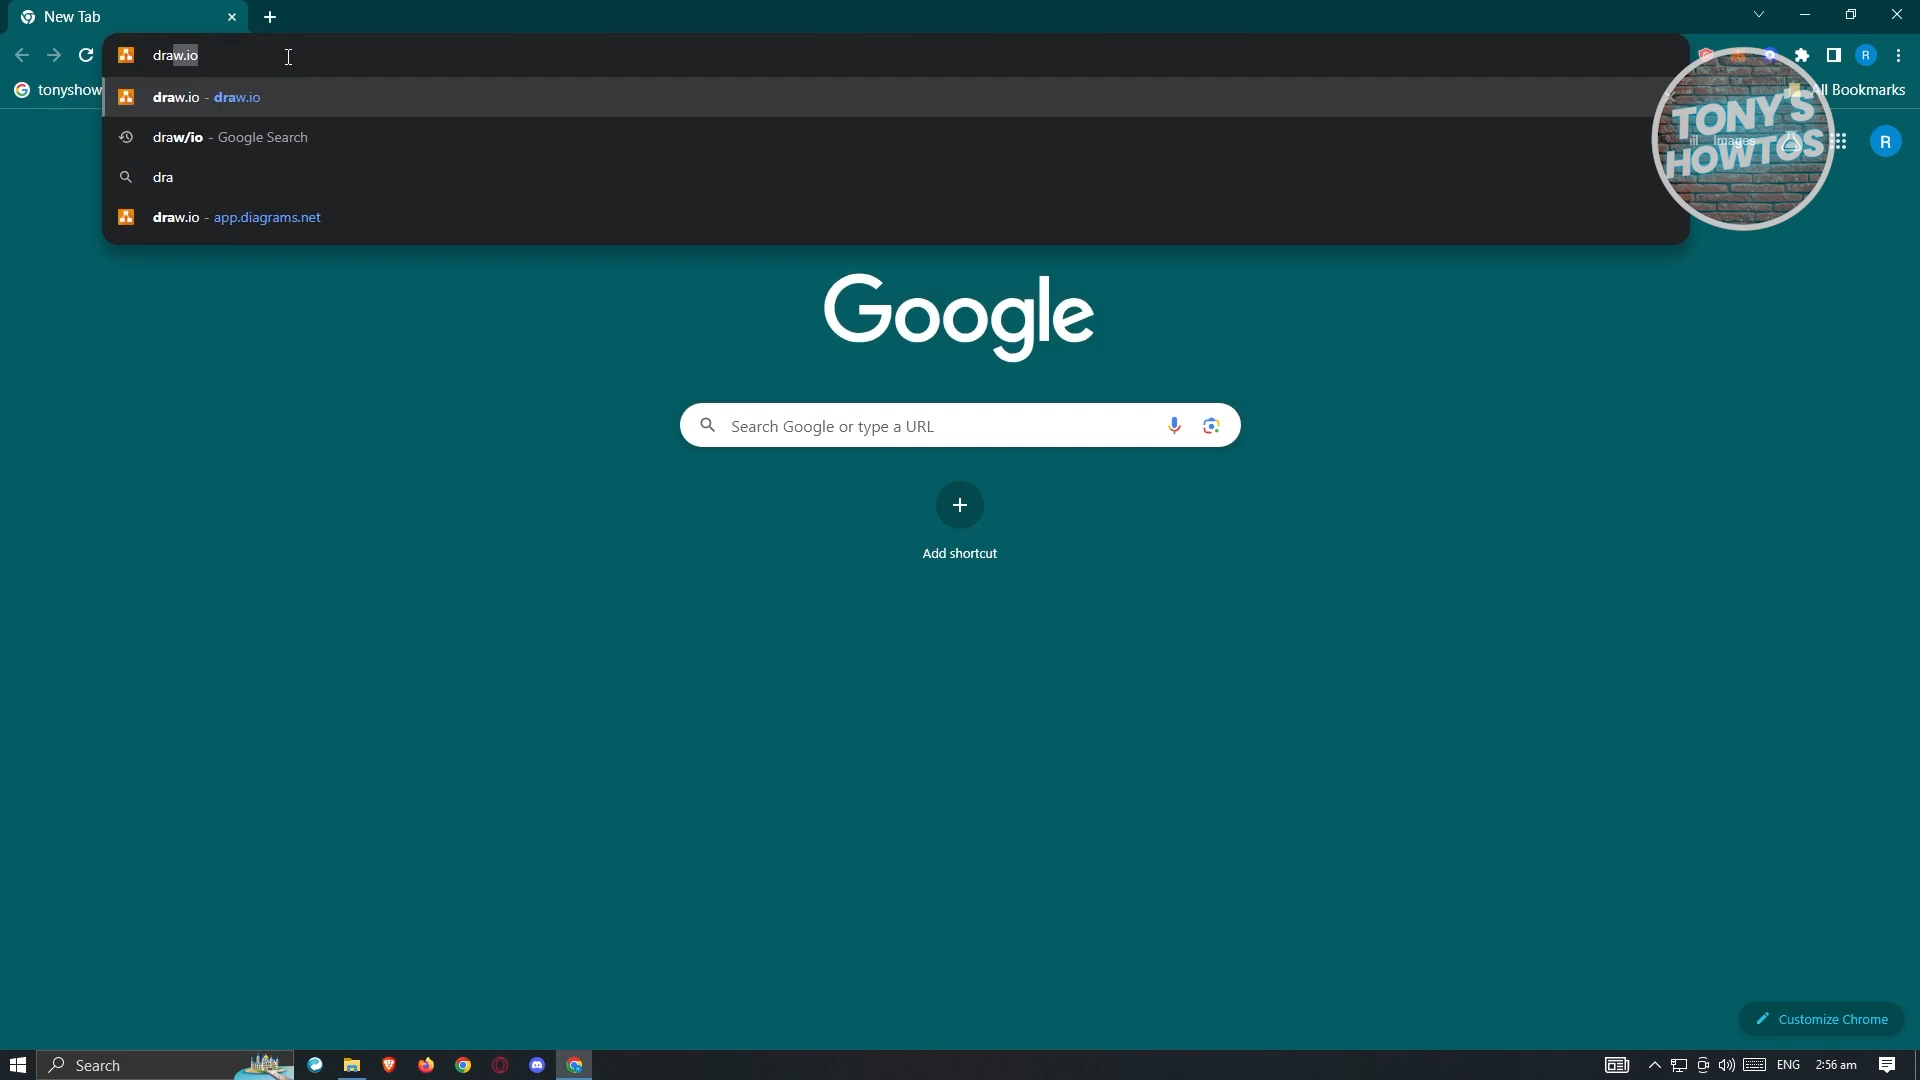 New Tab
draw.io
tonyshow
All Bookmarks
draw.io - draw.io
draw/io - Google Search
dra
draw.io - app.diagrams.net
TONY'S
HOWTOS
Images
R
R
Google
Search Google or type a URL
Add shortcut
Customize Chrome
Search
ENG
2:56 am